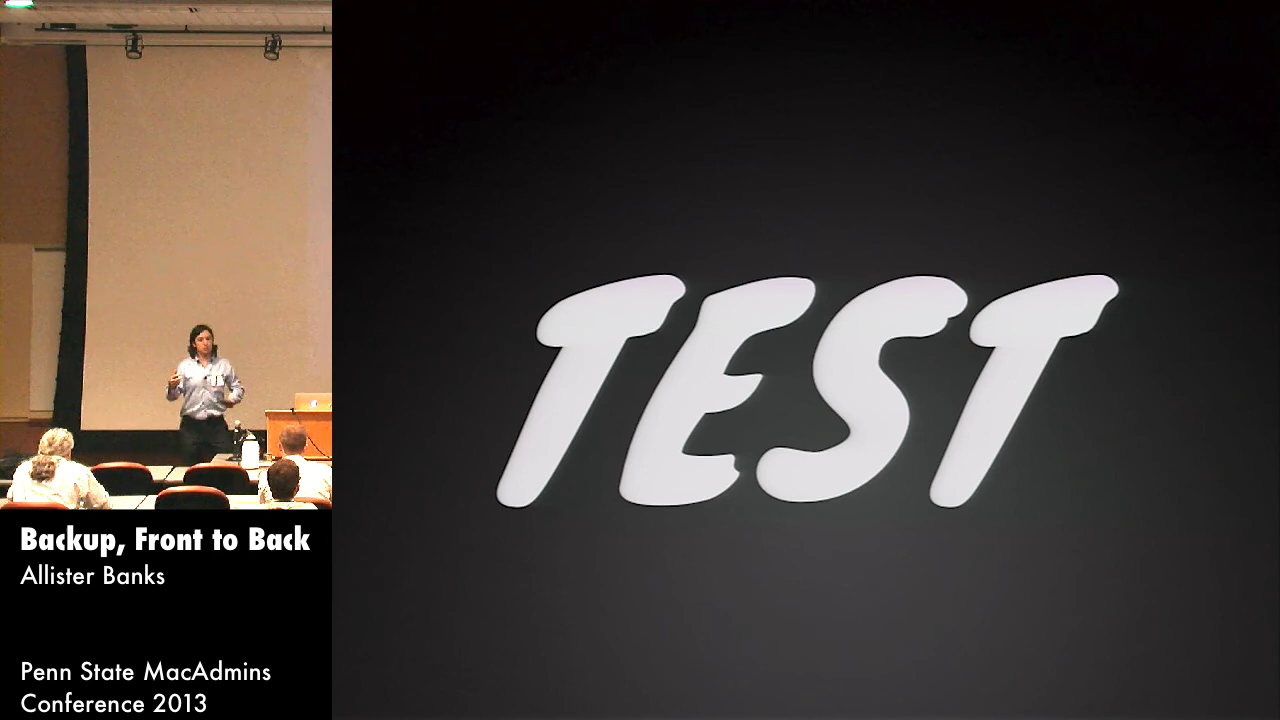 TEST
Backup, Front to Back
Allister Banks
Penn State MacAdmins
Conference 2013